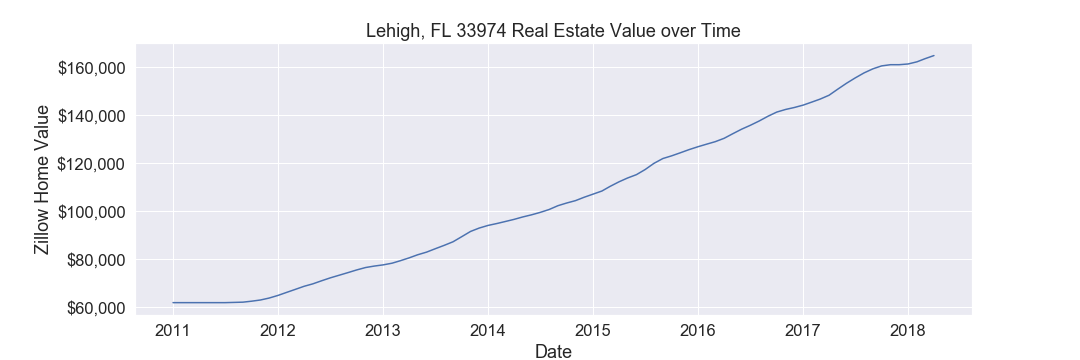 Lehigh, FL 33974 Real Estate Value over Time
Zillow Home Value
$160,000
$140,000
$120,000
$100,000
$80,000
$60,000
2011 2012 2013 2014 2015 2016 2017 2018
Date